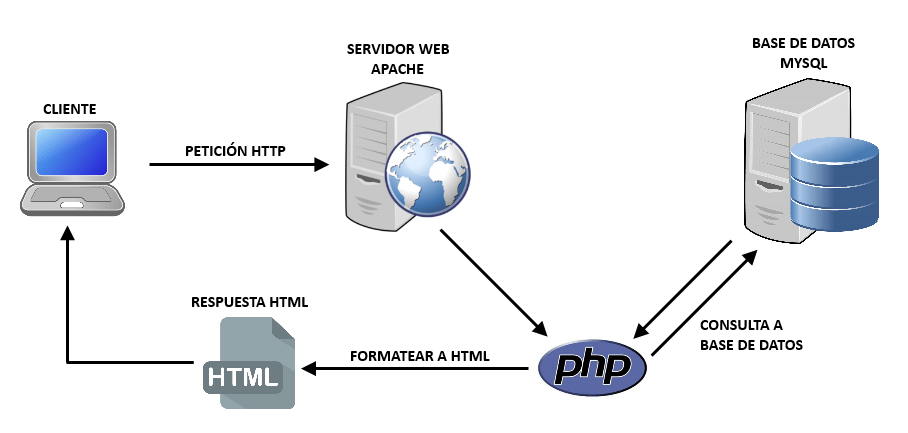 SERVIDOR WEB
APACHE
BASE DE DATOS
MYSQL
CLIENTE
PETICIÓN HTTP
RESPUESTA HTML
CONSULTA A
BASE DE DATOS
FORMATEAR A HTML
php
HTML